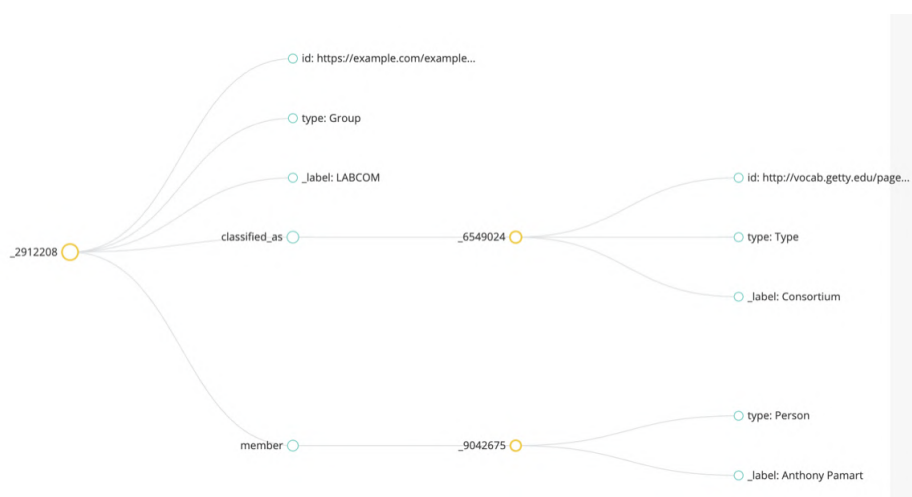 id: https://example.com/example...
type: Group
_label: LABCOM
id: http://vocab.getty.edu/page...
classified_as
_6549024
type: Type
_2912208
_label: Consortium
type: Person
member
_9042675
_label: Anthony Pamart